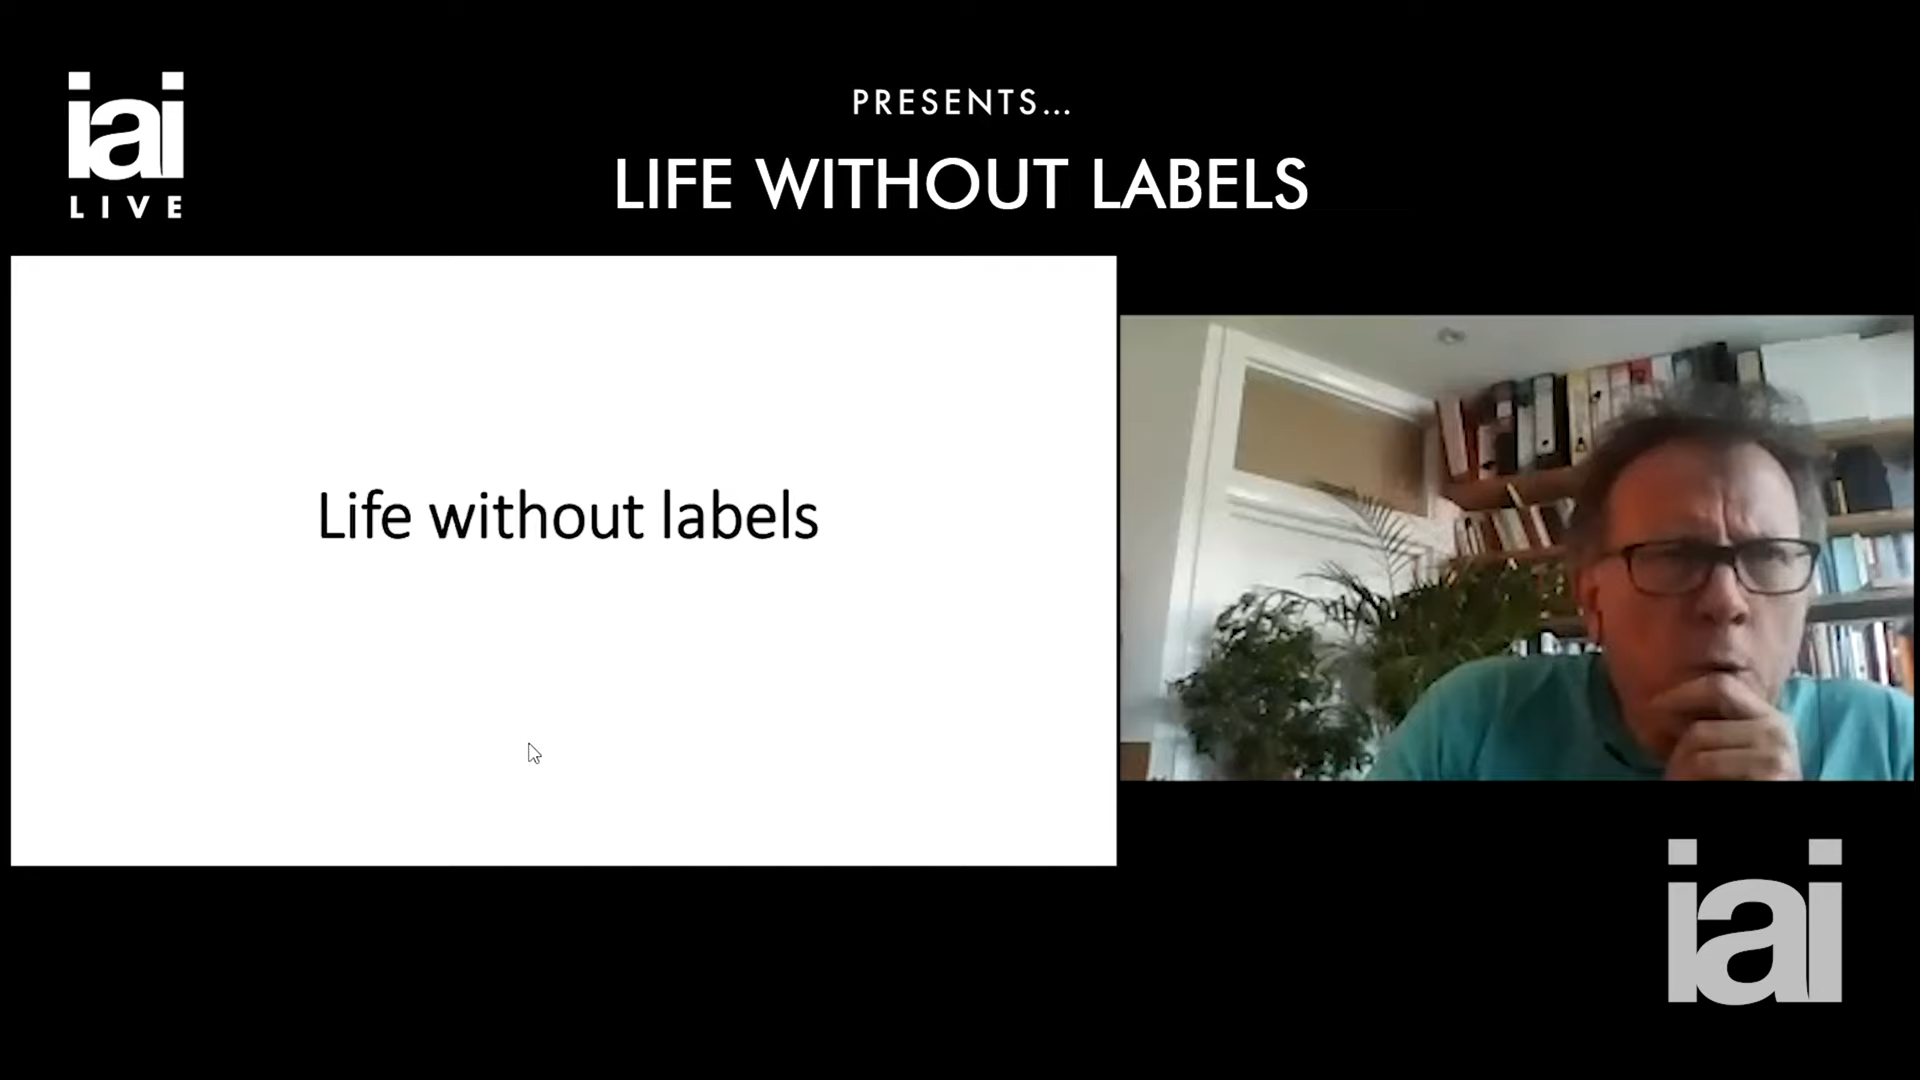 iai
LIVE
PRESENTS...
LIFE WITHOUT LABELS
Life without labels
iai